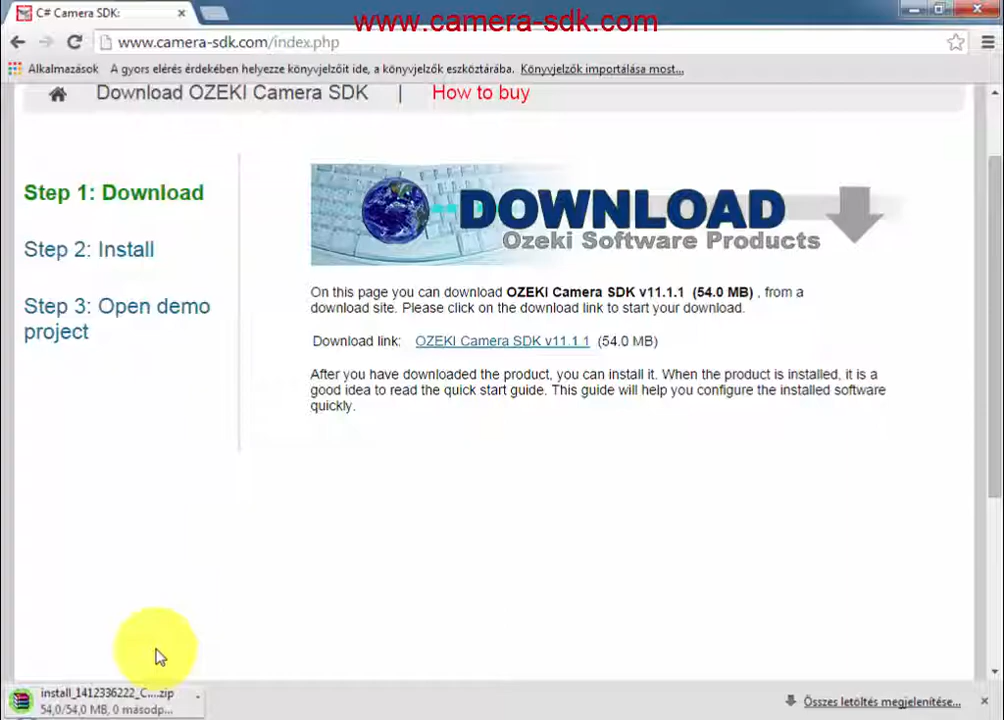 C# Camera SDK:
www.camera-sdk.com
www.camera-sdk.com/index.php
Alkalmazások A gyors elérés érdekében helyezze könyvjelzőit ide, a könyvjelzők eszköztárába. Könyvjelzők importálása most...
Download OZEKI Camera SDK | How to buy
Step 1: Download
Step 2: Install
Step 3: Open demo
project
DOWNLOAD
Ozeki Software Products
On this page you can download OZEKI Camera SDK v11.1.1 (54.0 MB) , from a
download site. Please click on the download link to start your download.
Download link: OZEKI Camera SDK v11.1.1 (54.0 MB)
After you have downloaded the product, you can install it. When the product is installed, it is a
good idea to read the quick start guide. This guide will help you configure the installed software
quickly.
install_1412336222_C....zip
54,0/54,0 MB, 0 másodp...
Összes letöltés megjelenítése...